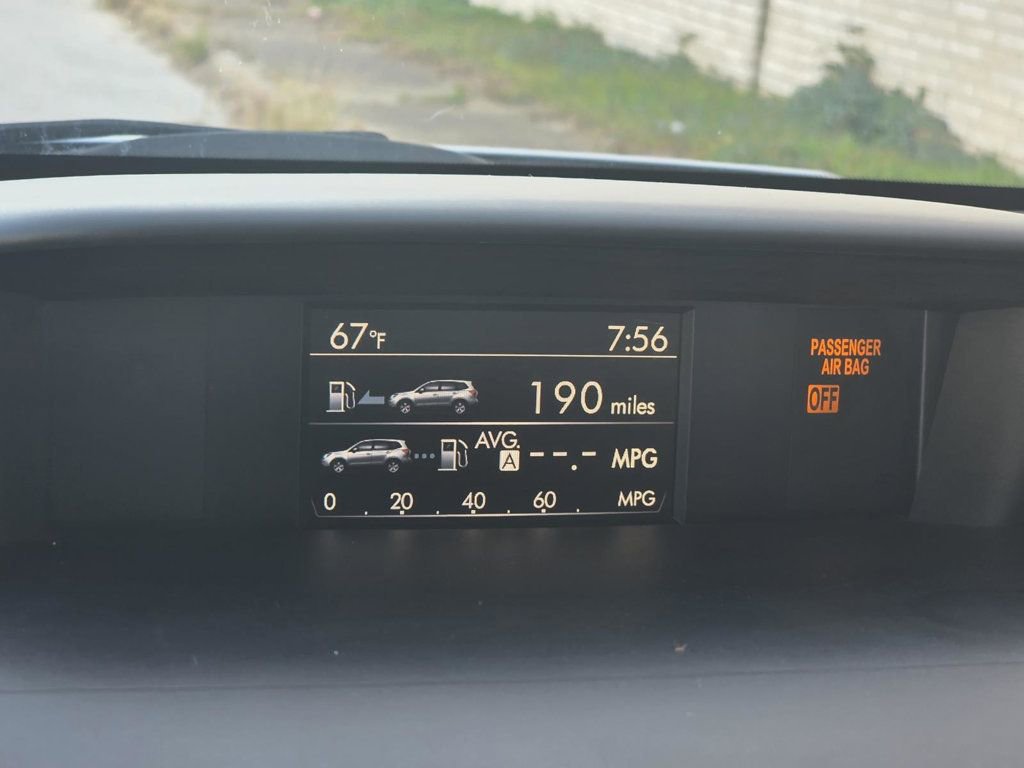 67°F 7:56
190 miles
AVG.
A --.- MPG
0 . 20 . 40 . 60 . MPG
PASSENGER
AIR BAG
OFF